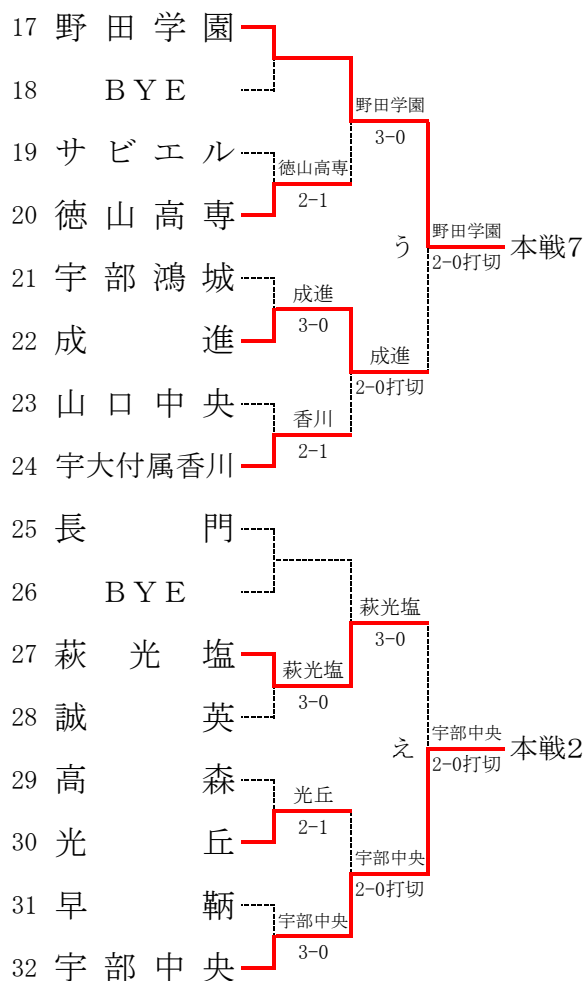 17 野田学園
18 ＢＹＥ
野田学園
3-0
19 サビエル
徳山高専
2-1
20 徳山高専
う
野田学園
2-0打切
本戦7
21 宇部鴻城
成進
3-0
22 成進
成進
2-0打切
23 山口中央
香川
2-1
24 宇大付属香川
25 長門
26 ＢＹＥ
萩光塩
3-0
27 萩光塩
萩光塩
3-0
28 誠英
え
宇部中央
2-0打切
本戦2
29 高森
光丘
2-1
30 光丘
宇部中央
2-0打切
31 早鞆
宇部中央
3-0
32 宇部中央